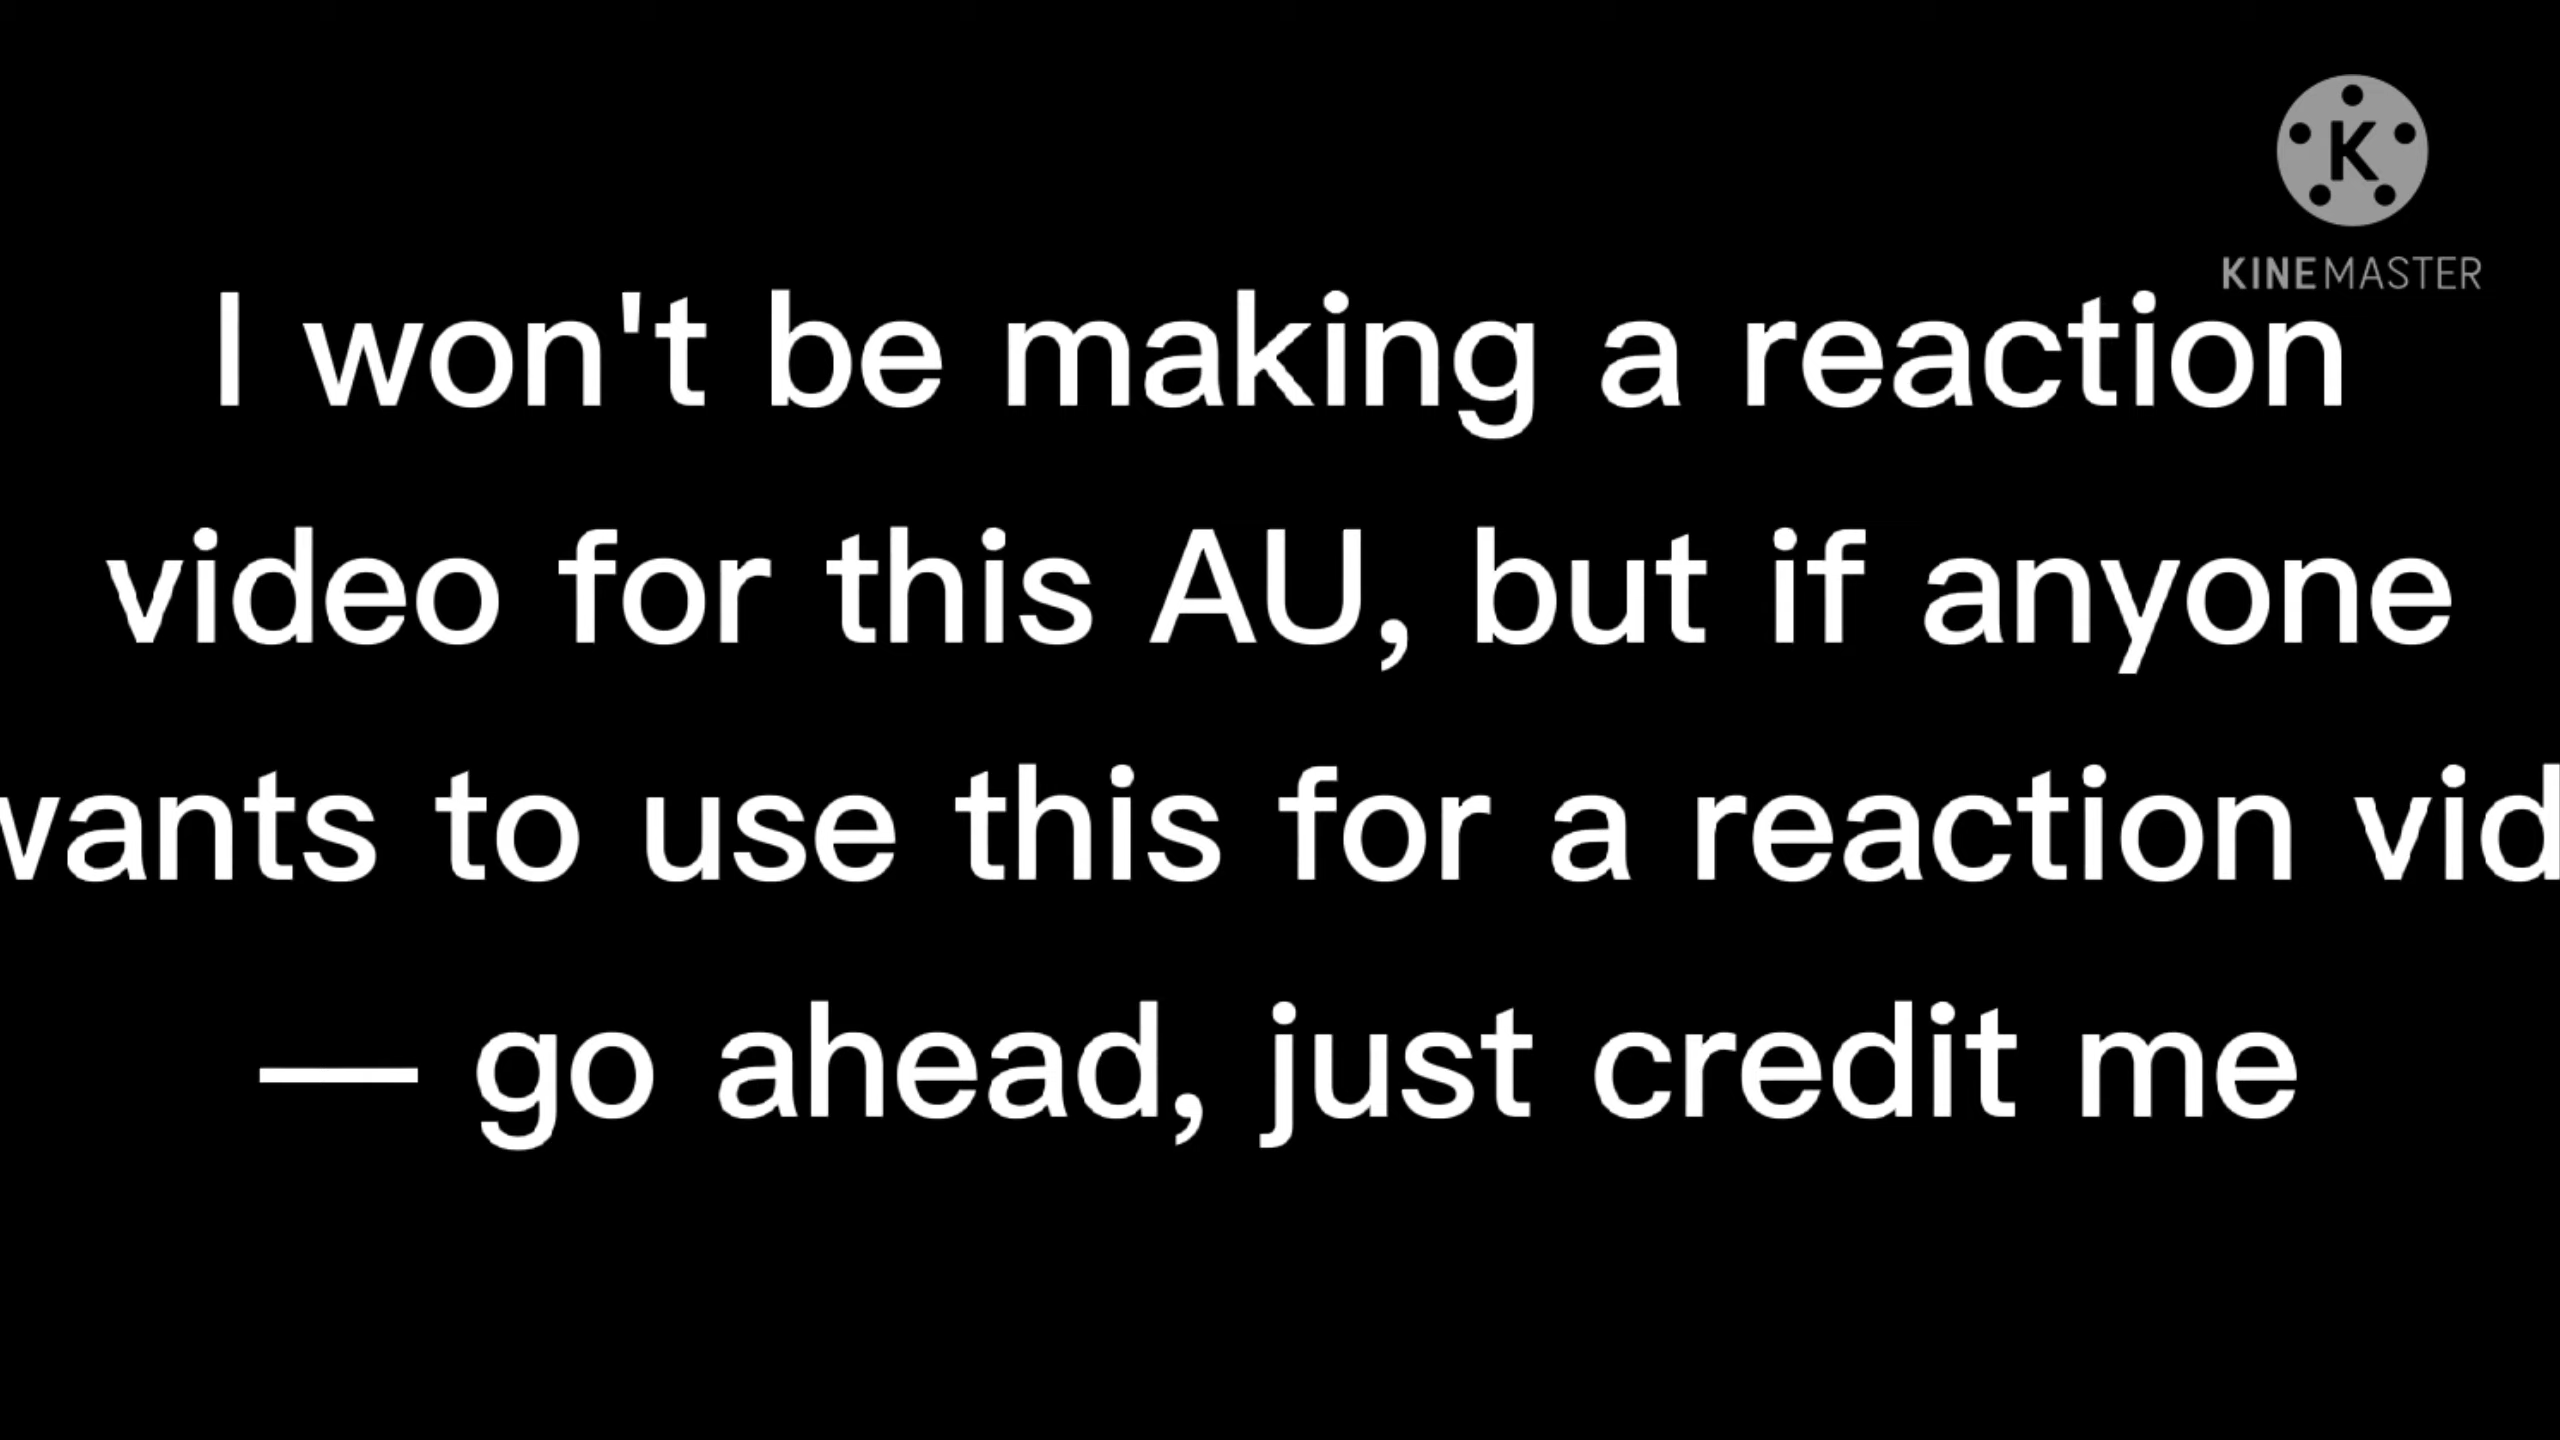 K
KINEMASTER
I won't be making a reaction
video for this AU, but if anyone
wants to use this for a reaction vid
— go ahead, just credit me